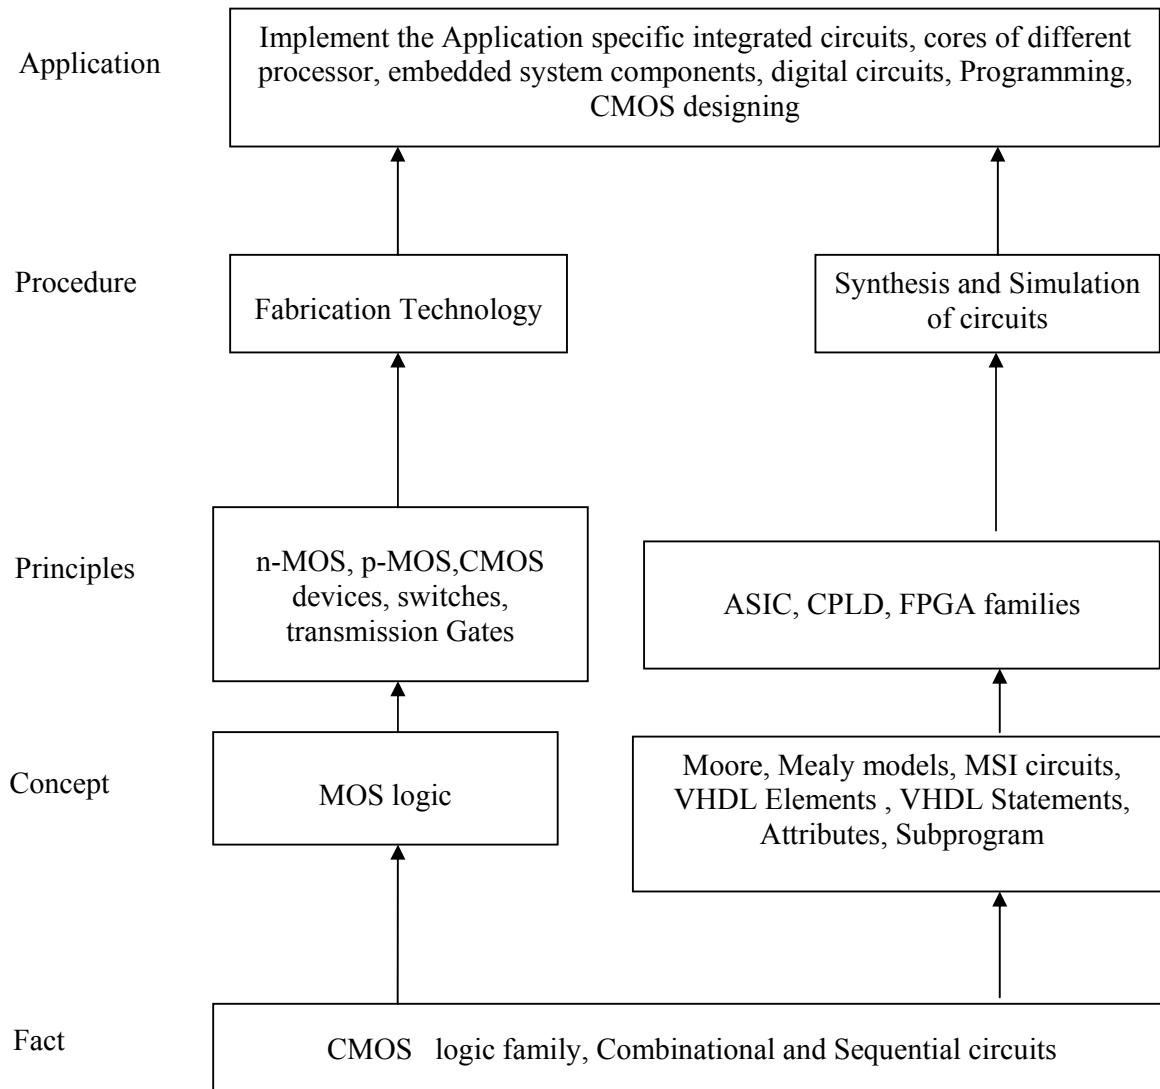 Application
Implement the Application specific integrated circuits, cores of different
processor, embedded system components, digital circuits, Programming,
CMOS designing
Procedure
Fabrication Technology
Synthesis and Simulation
of circuits
Principles
n-MOS, p-MOS,CMOS
devices, switches,
transmission Gates
ASIC, CPLD, FPGA families
Concept
MOS logic
Moore, Mealy models, MSI circuits,
VHDL Elements , VHDL Statements,
Attributes, Subprogram
Fact
CMOS   logic family, Combinational and Sequential circuits